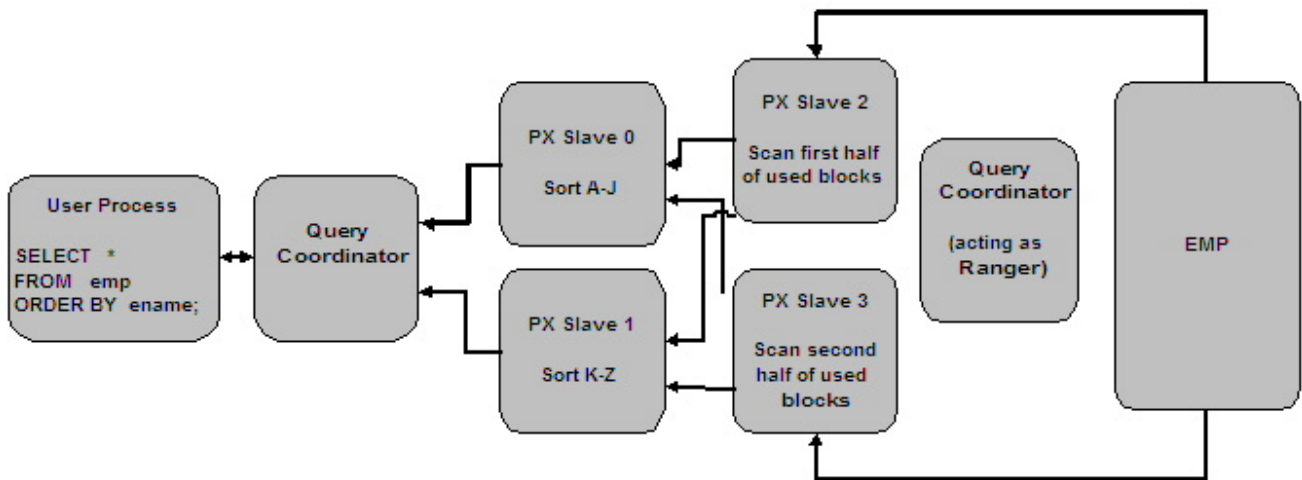 User Process
SELECT *
FROM emp
ORDER BY ename;
Query
Coordinator
PX Slave 0
Sort A-J
PX Slave 1
Sort K-Z
PX Slave 2
Scan first half
of used blocks
PX Slave 3
Scan second
half of used
blocks
Query
Coordinator
(acting as
Ranger)
EMP